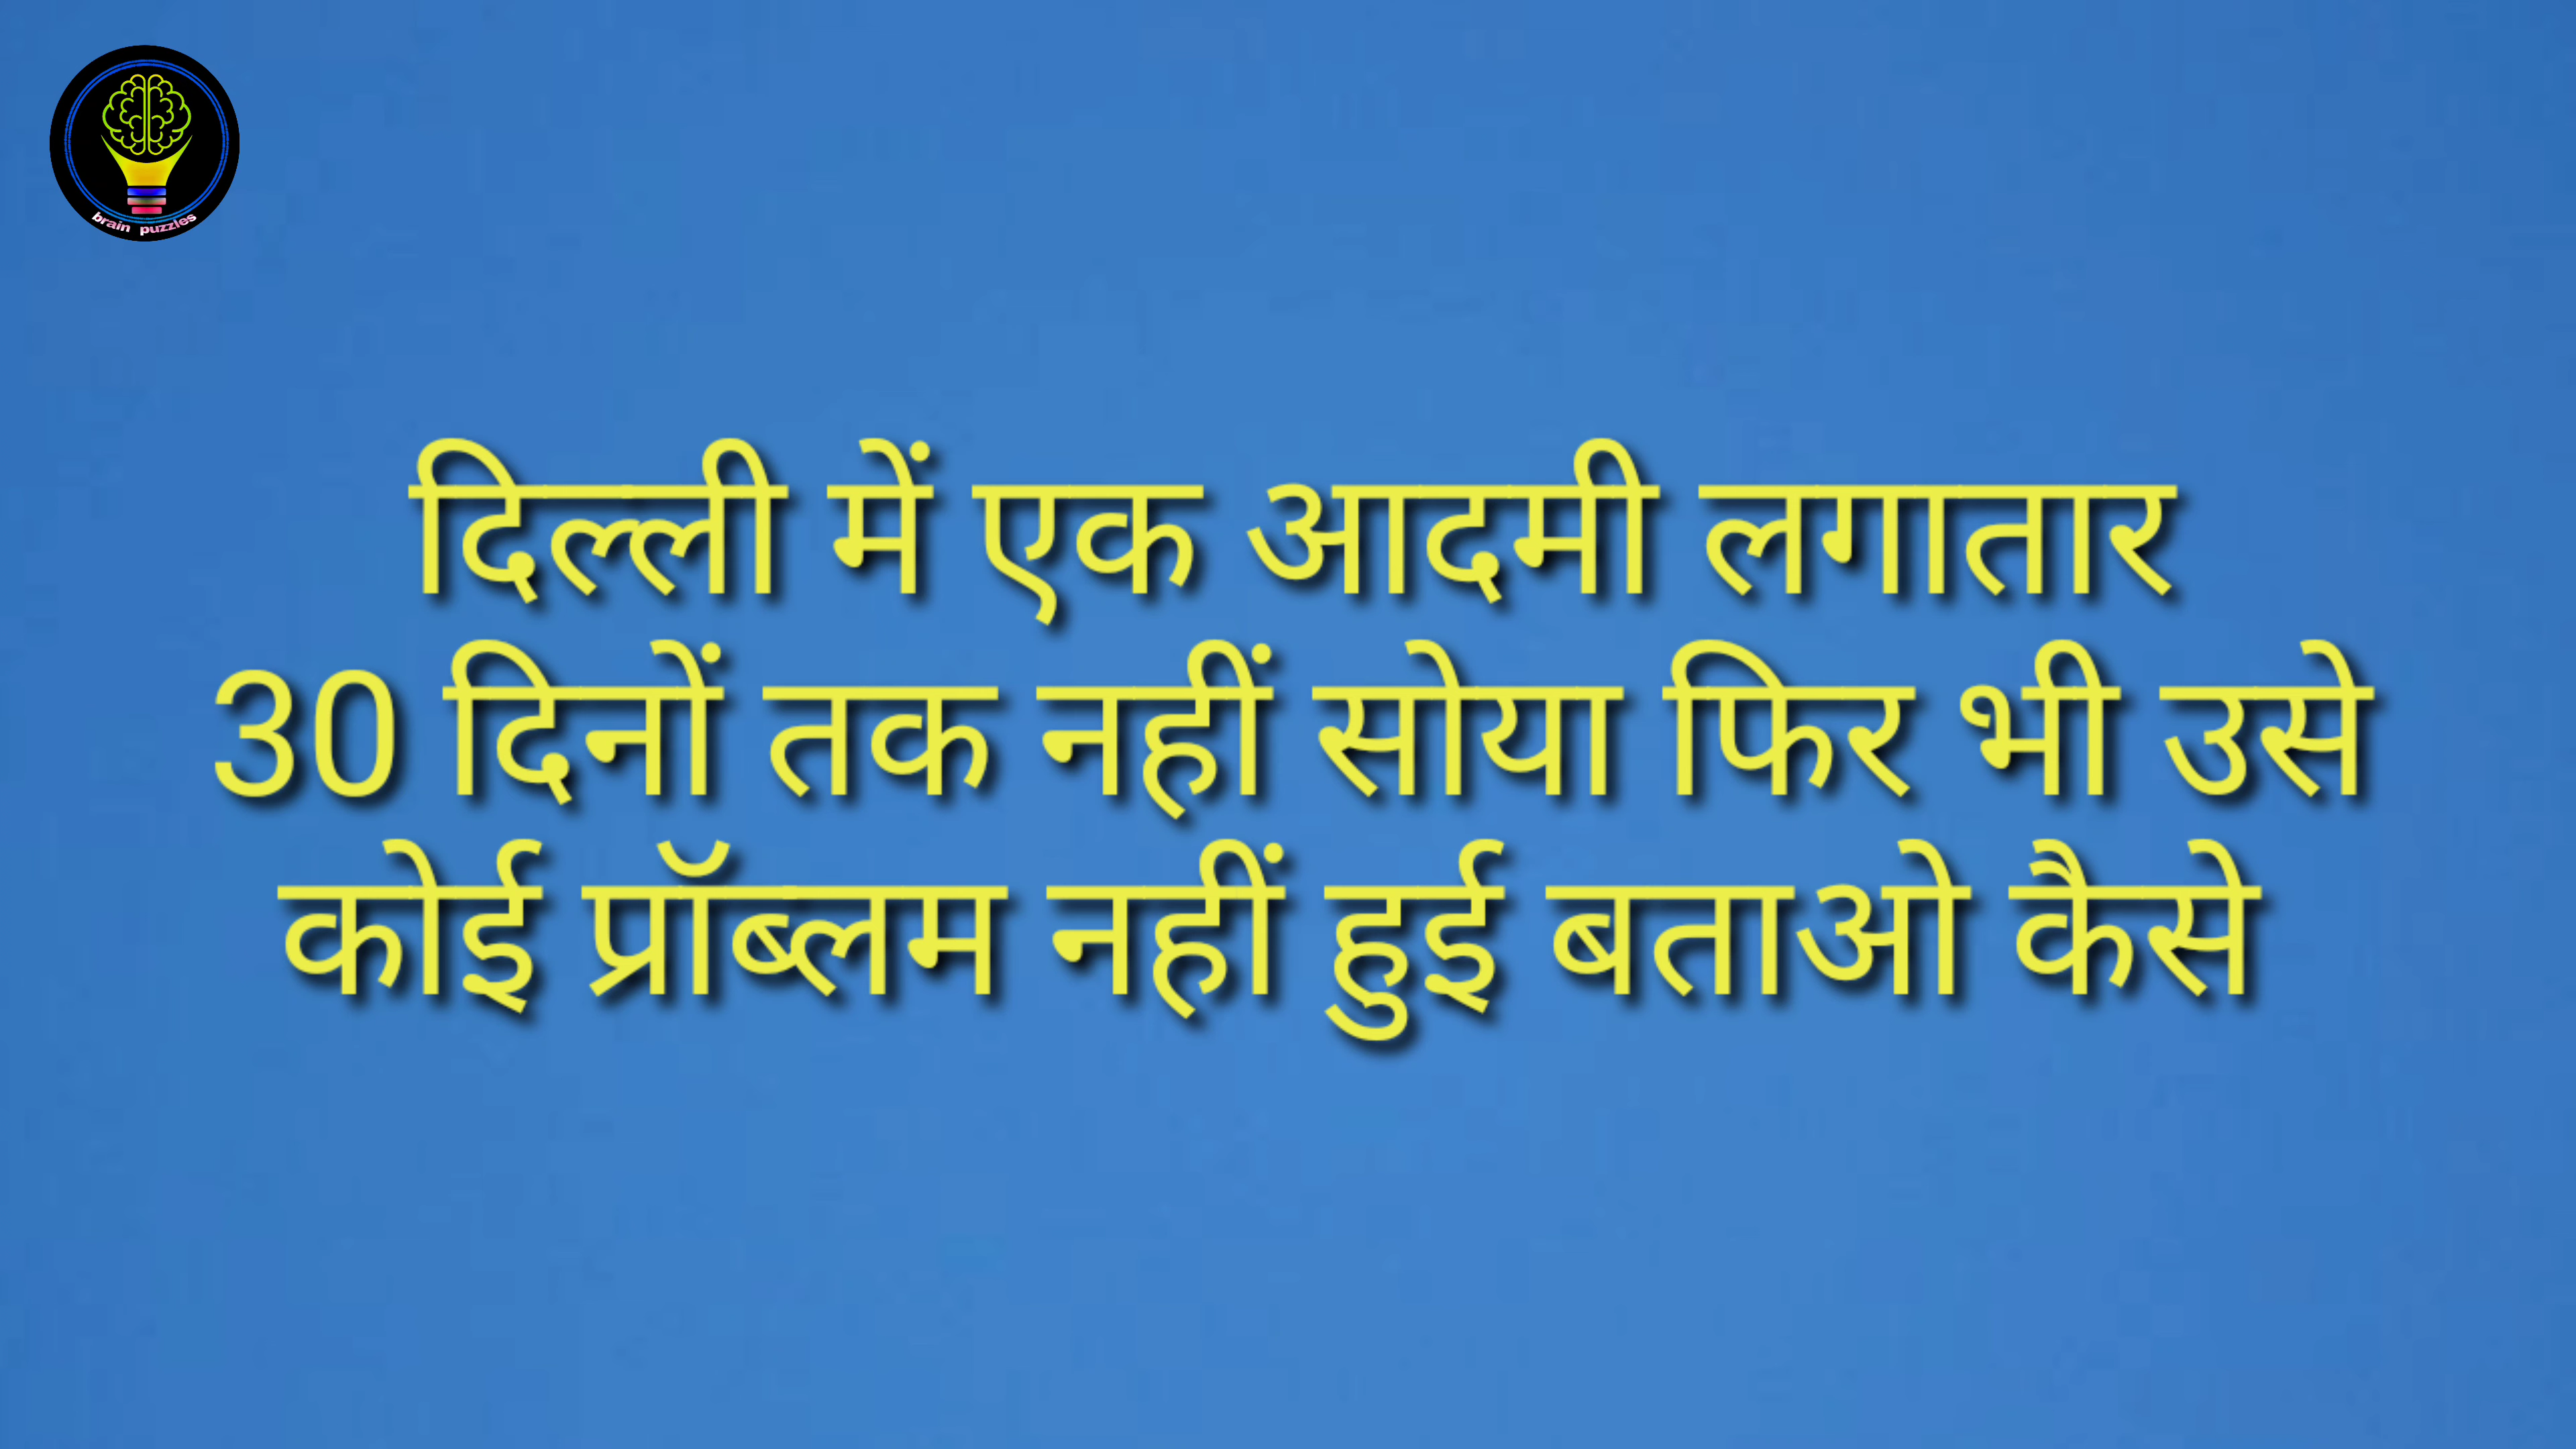 brain puzzles
दिल्ली में एक आदमी लगातार
30 दिनों तक नहीं सोया फिर भी उसे
कोई प्रॉब्लम नहीं हुई बताओ कैसे